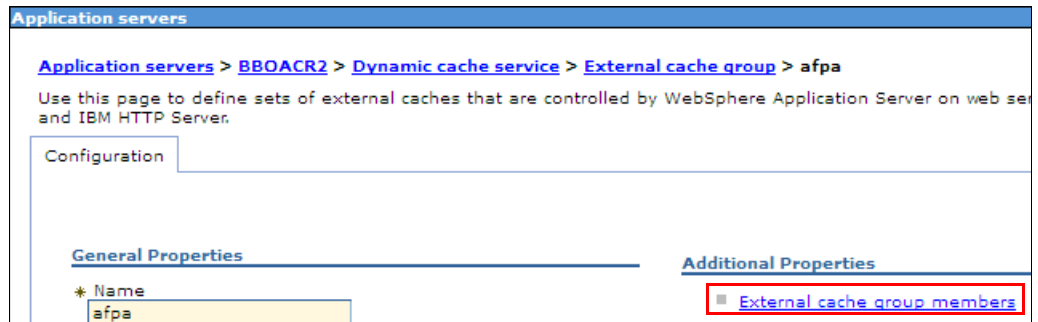 Application servers
Application servers > BBOACR2 > Dynamic cache service > External cache group > afpa
Use this page to define sets of external caches that are controlled by WebSphere Application Server on web ser
and IBM HTTP Server.
Configuration
General Properties
* Name
afpa
Additional Properties
External cache group members